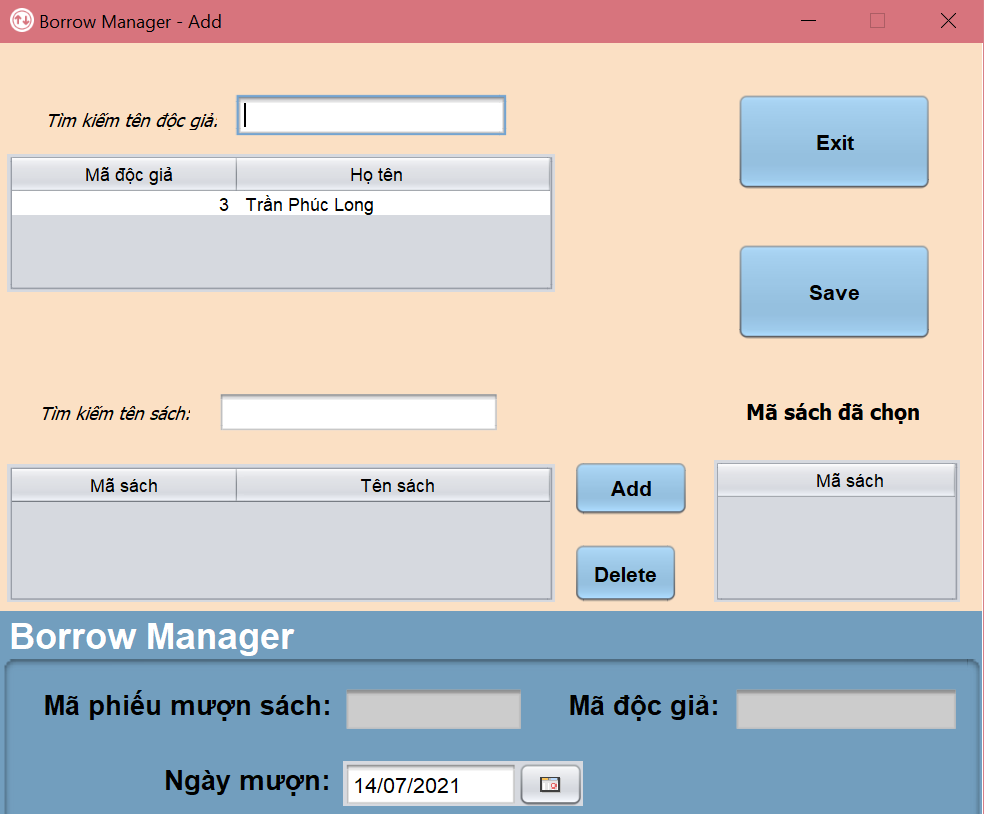 Borrow Manager - Add
Tìm kiếm tên độc giả:
Exit
Mã độc giả Họ tên
3 Trần Phúc Long
Save
Tìm kiếm tên sách:
Mã sách đã chọn
Mã sách Tên sách
Add
Mã sách
Delete
Borrow Manager
Mã phiếu mượn sách:
Mã độc giả:
Ngày mượn: 14/07/2021